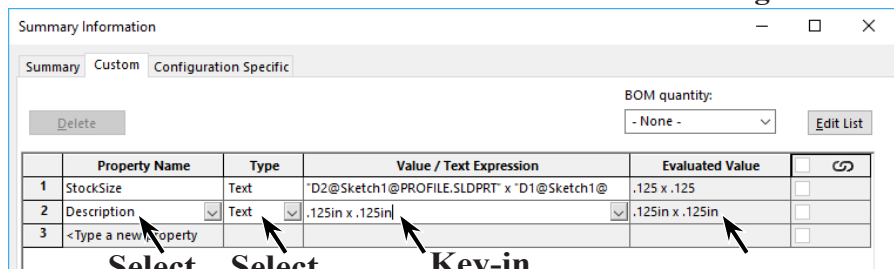 Summary Information
Summary Custom Configuration Specific
BOM quantity:
Delete - None - Edit List
Property Name Type Value / Text Expression Evaluated Value
1 StockSize Text "D2@Sketch1@PROFILE.SLDPRT" x "D1@Sketch1@ .125 x .125
2 Description Text .125in x .125in .125in x .125in
3 <Type a new property
Select Select Key-in